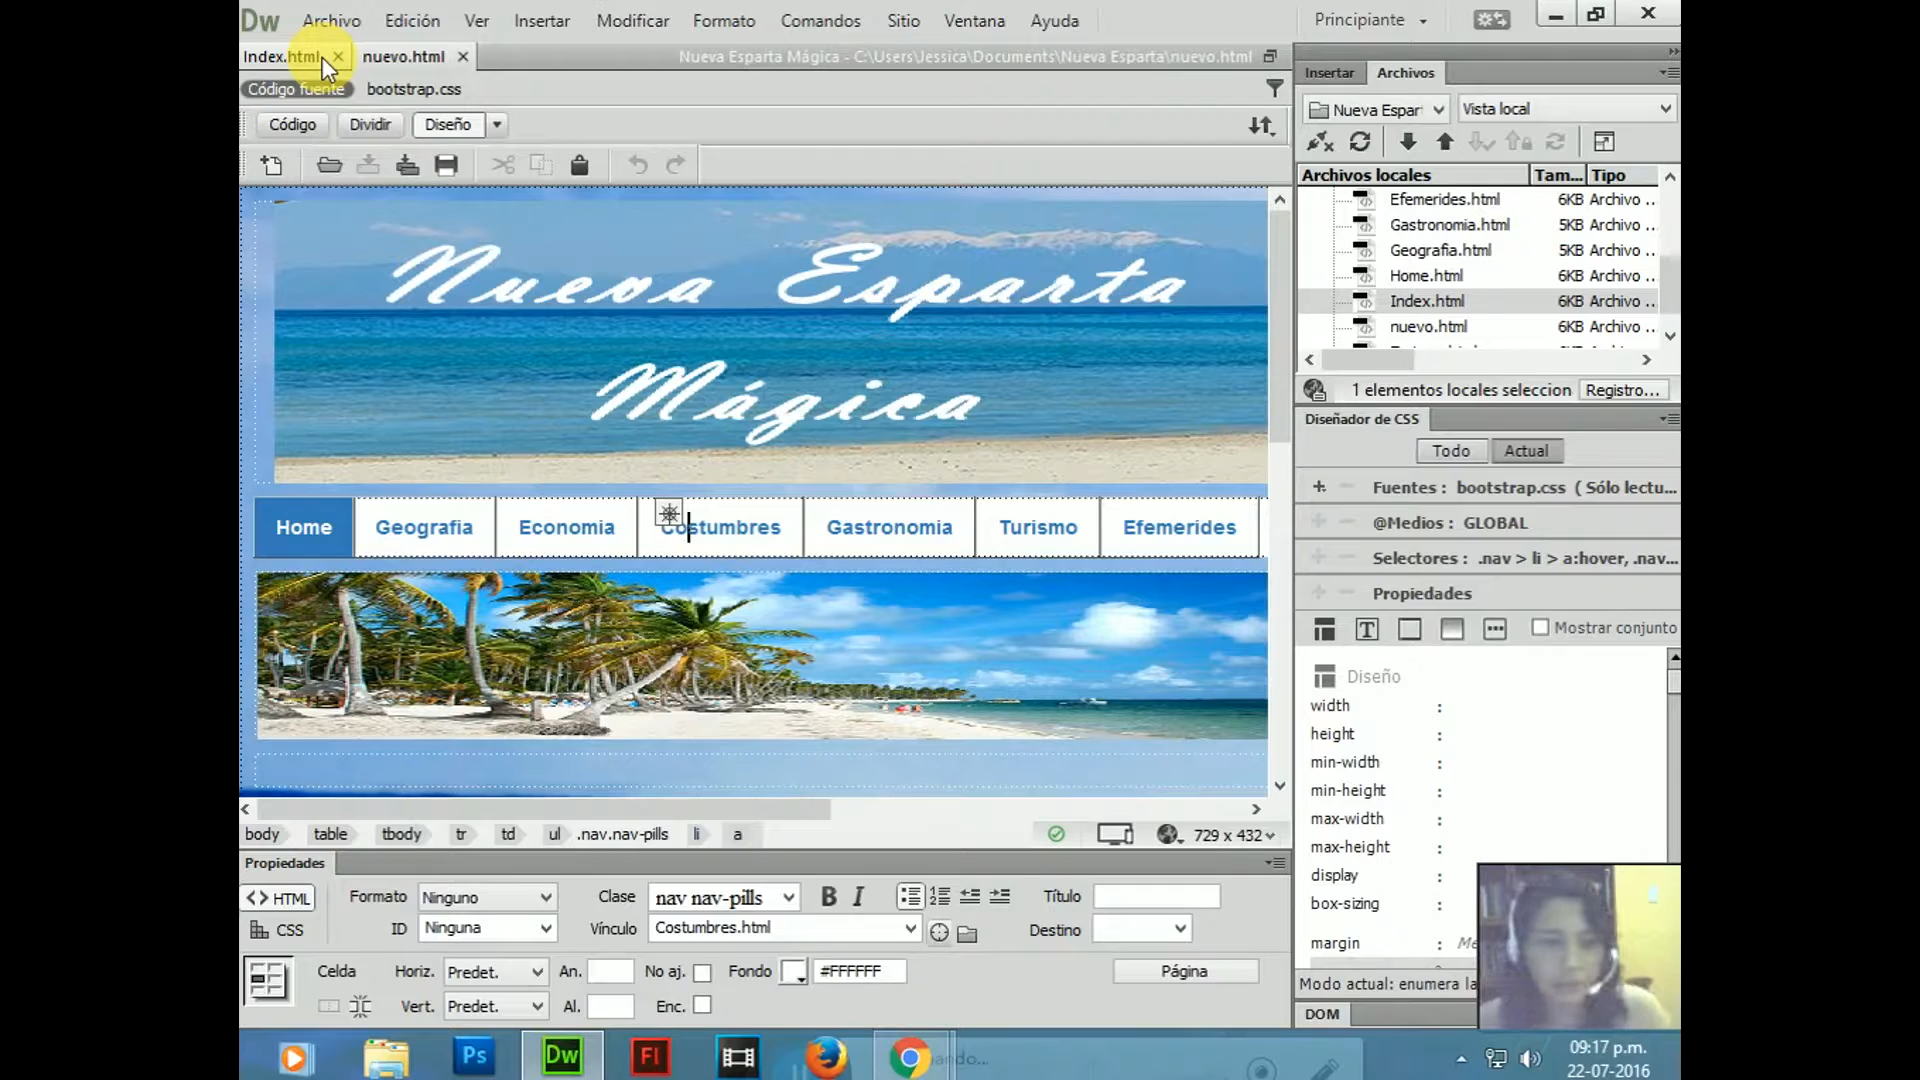 Dw Archivo Edición Ver Insertar Modificar Formato Comandos Sitio Ventana Ayuda Principiante
Index.html nuevo.html Nueva Esparta Mágica - C:\Users\Jessica\Documents\Nueva Esparta\nuevo.html
Código fuente bootstrap.css
Código Dividir Diseño
Nueva Esparta
Mágica
Home Geografia Economia Costumbres Gastronomia Turismo Efemerides
body table tbody tr td ul .nav.nav-pills li a 729 x 432
Propiedades
<> HTML Formato Ninguno Clase nav nav-pills B I Título
CSS ID Ninguna Vínculo Costumbres.html Destino
Celda Horiz. Predet. An. No aj. Fondo #FFFFFF Página
Vert. Predet. Al. Enc.
Insertar Archivos
Nueva Espar Vista local
Archivos locales Tam... Tipo
Efemerides.html 6KB Archivo ..
Gastronomia.html 5KB Archivo ..
Geografia.html 5KB Archivo ..
Home.html 6KB Archivo ..
Index.html 6KB Archivo ..
nuevo.html 6KB Archivo ..
1 elementos locales seleccion Registro...
Diseñador de CSS
Todo Actual
Fuentes : bootstrap.css ( Sólo lectu...
@Medios : GLOBAL
Selectores : .nav > li > a:hover, .nav...
Propiedades
Mostrar conjunto
Diseño
width :
height :
min-width :
min-height :
max-width :
max-height :
display :
box-sizing :
margin :
Modo actual: enumera la
DOM
Ps Dw Fl
09:17 p.m.
22-07-2016